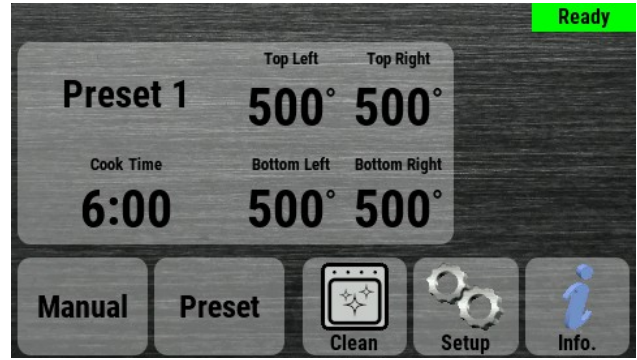 Ready
Top Left Top Right
Preset 1
500° 500°
Cook Time Bottom Left Bottom Right
6:00 500° 500°
Manual Preset
Clean Setup Info.